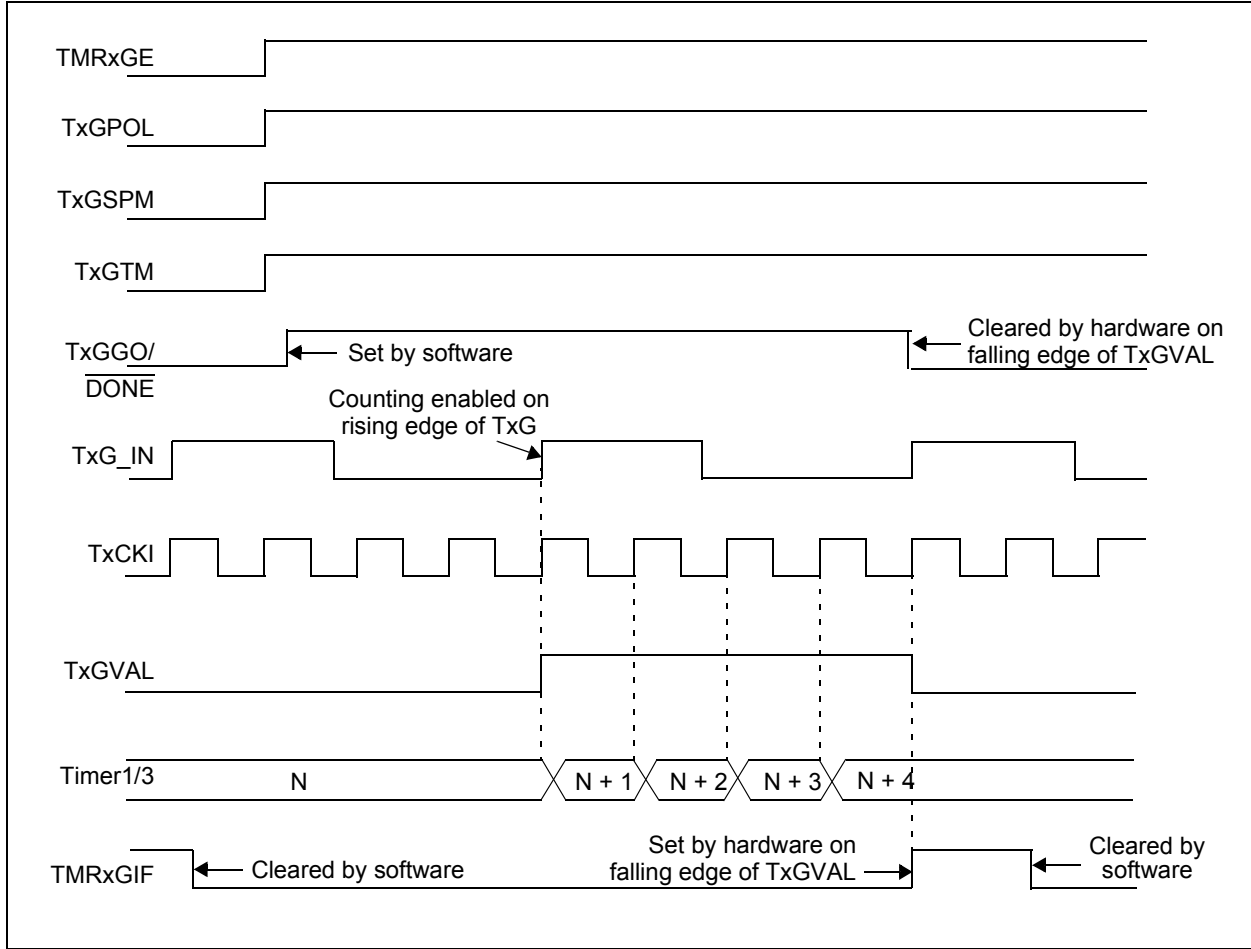 TMRxGE
TxGPOL
TxGSPM
TxGTM
TxGGO/
DONE
Set by software
Cleared by hardware on
falling edge of TxGVAL
Counting enabled on
rising edge of TxG
TxG_IN
TxCKI
TxGVAL
Timer1/3
N
N + 1
N + 2
N + 3
N + 4
TMRxGIF
Cleared by software
Set by hardware on
falling edge of TxGVAL
Cleared by
software